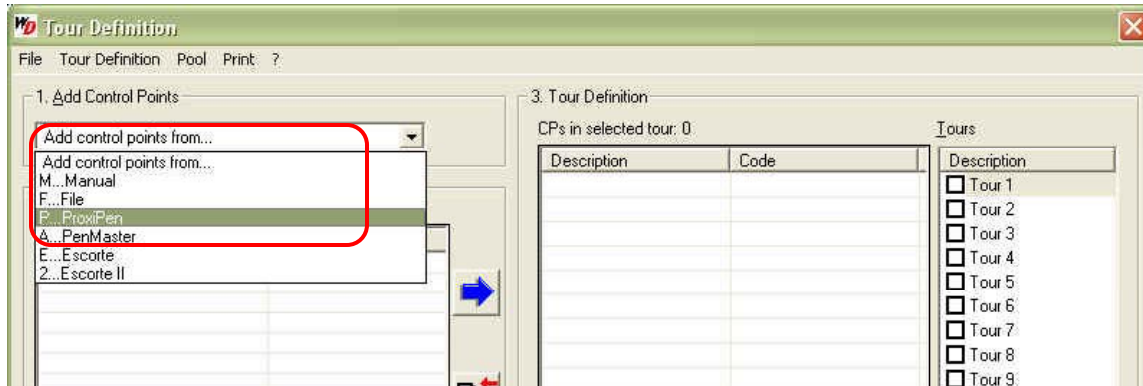 WD Tour Definition
File Tour Definition Pool Print ?
1. Add Control Points
Add control points from...
Add control points from...
M...Manual
F...File
P...ProxiPen
A...PenMaster
E...Escorte
2...Escorte II
3. Tour Definition
CPs in selected tour: 0
Description Code
Tours
Description
Tour 1
Tour 2
Tour 3
Tour 4
Tour 5
Tour 6
Tour 7
Tour 8
Tour 9